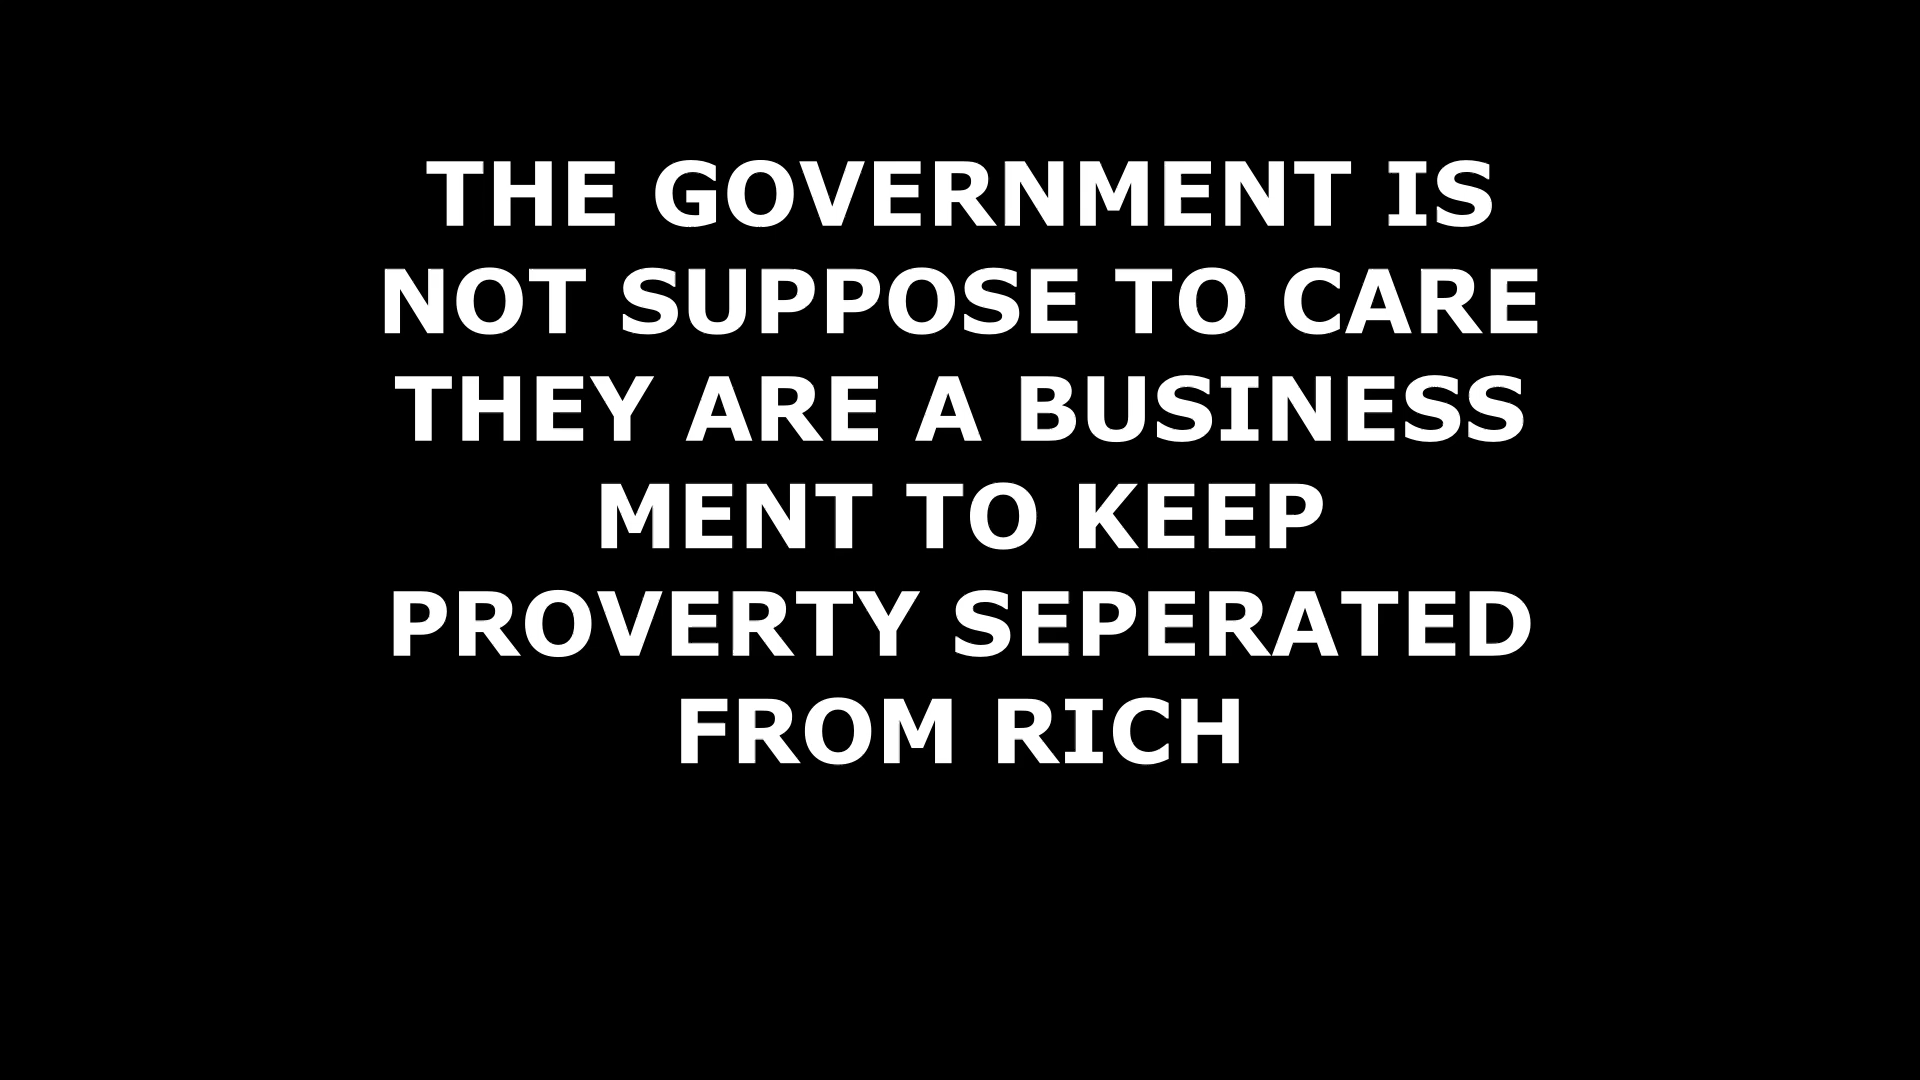 THE GOVERNMENT IS
NOT SUPPOSE TO CARE
THEY ARE A BUSINESS
MENT TO KEEP
PROVERTY SEPERATED
FROM RICH